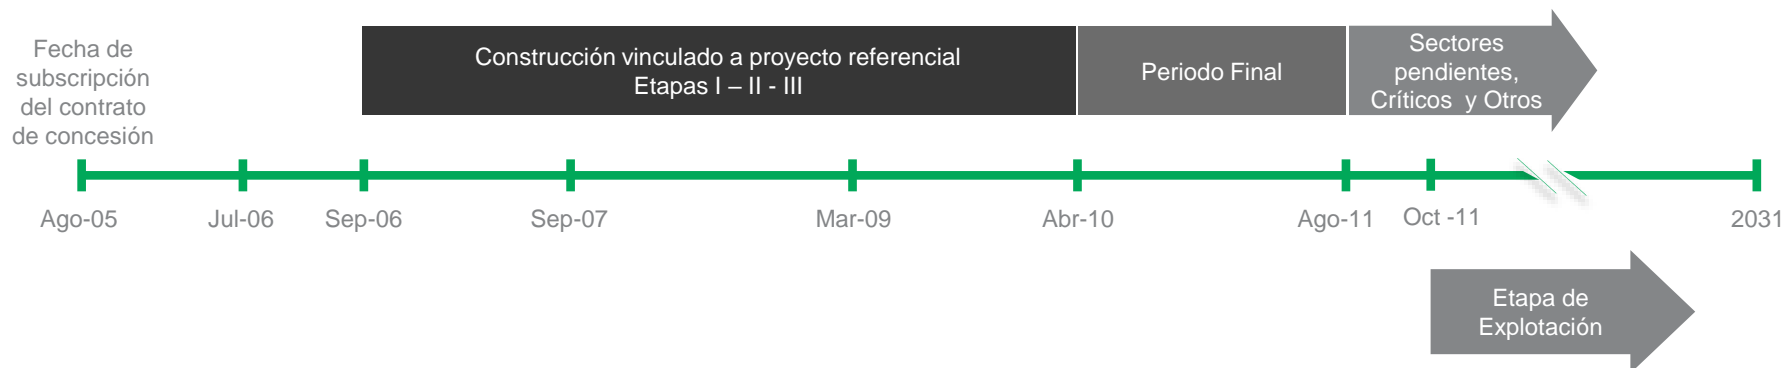 Fecha de
subscripción
del contrato
de concesión
Construcción vinculado a proyecto referencial
Etapas I – II - III
Periodo Final
Sectores
pendientes,
Críticos y Otros
Ago-05
Jul-06
Sep-06
Sep-07
Mar-09
Abr-10
Ago-11
Oct -11
2031
Etapa de
Explotación